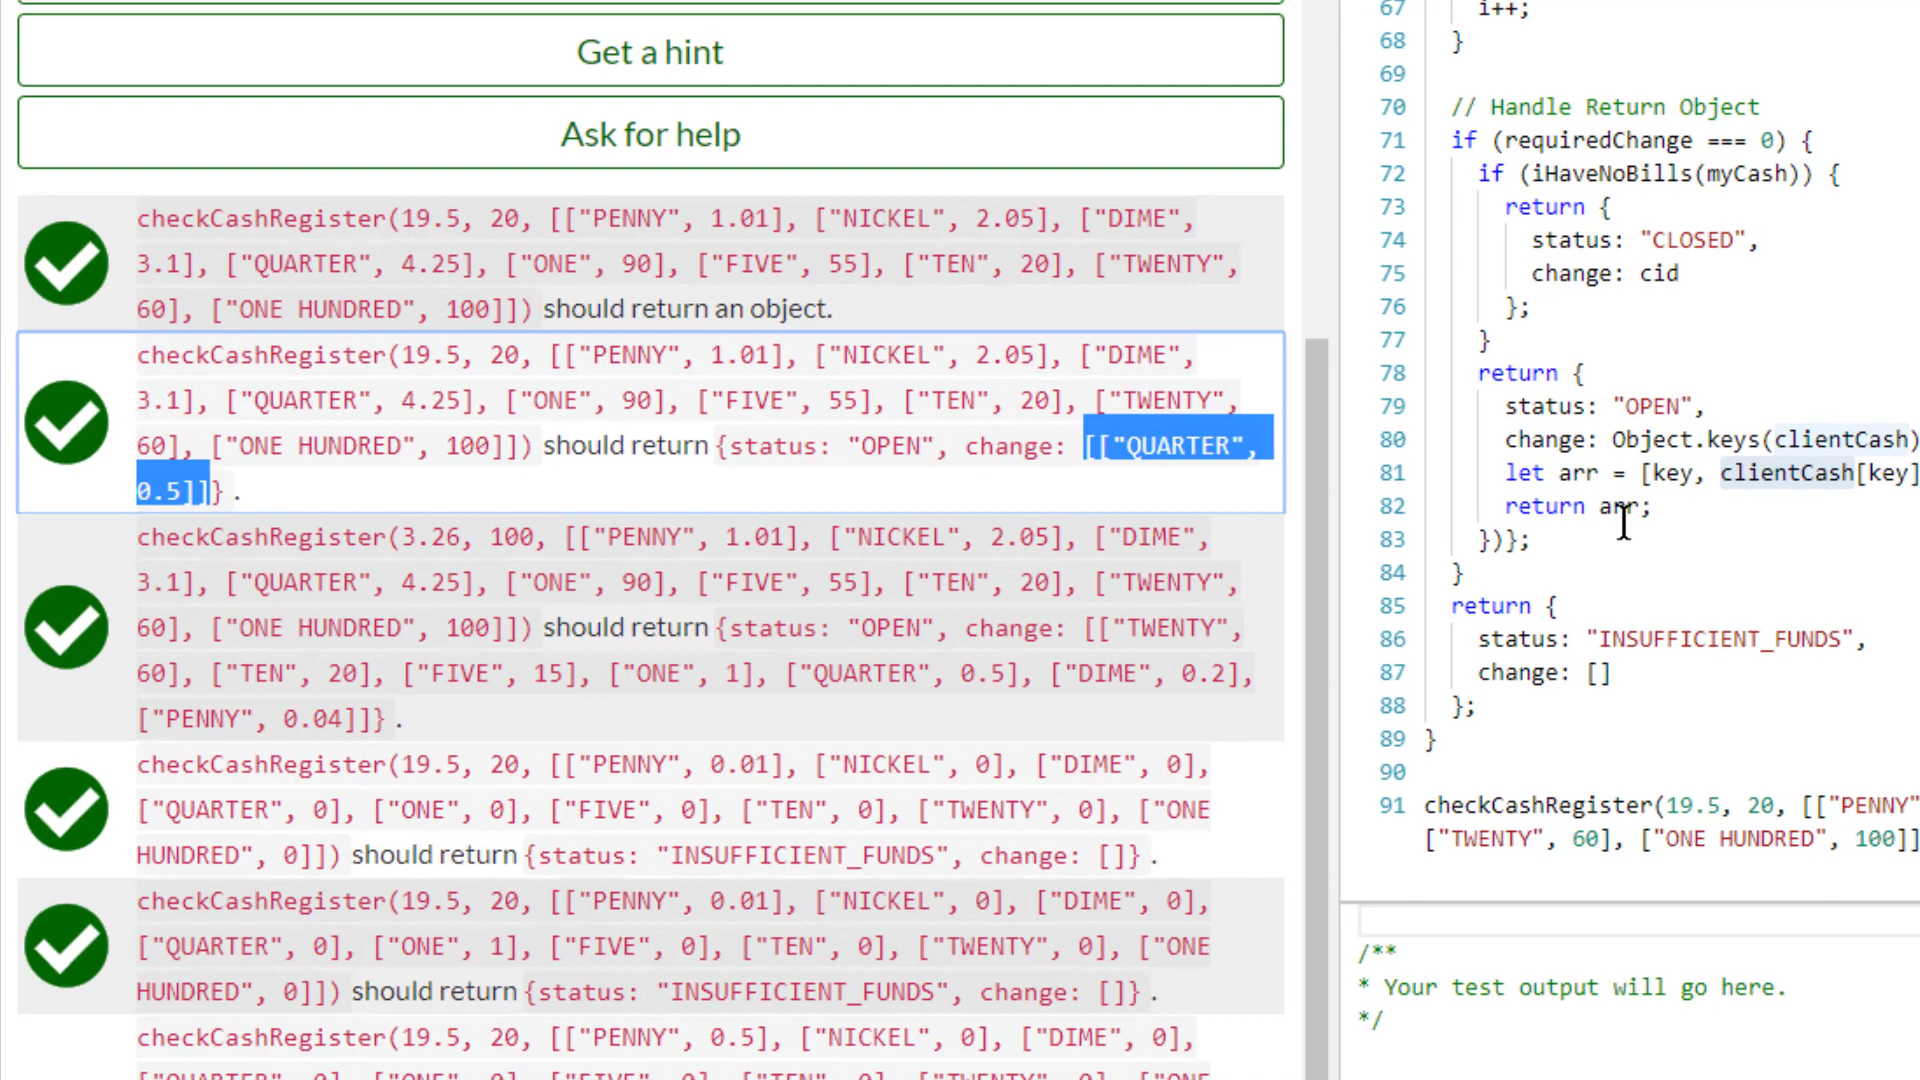 Get a hint
Ask for help
checkCashRegister(19.5, 20, [["PENNY", 1.01], ["NICKEL", 2.05], ["DIME",
3.1], ["QUARTER", 4.25], ["ONE", 90], ["FIVE", 55], ["TEN", 20], ["TWENTY",
60], ["ONE HUNDRED", 100]]) should return an object.
checkCashRegister(19.5, 20, [["PENNY", 1.01], ["NICKEL", 2.05], ["DIME",
3.1], ["QUARTER", 4.25], ["ONE", 90], ["FIVE", 55], ["TEN", 20], ["TWENTY",
60], ["ONE HUNDRED", 100]]) should return {status: "OPEN", change: [["QUARTER",
0.5]]}.
checkCashRegister(3.26, 100, [["PENNY", 1.01], ["NICKEL", 2.05], ["DIME",
3.1], ["QUARTER", 4.25], ["ONE", 90], ["FIVE", 55], ["TEN", 20], ["TWENTY",
60], ["ONE HUNDRED", 100]]) should return {status: "OPEN", change: [["TWENTY",
60], ["TEN", 20], ["FIVE", 15], ["ONE", 1], ["QUARTER", 0.5], ["DIME", 0.2],
["PENNY", 0.04]]}.
checkCashRegister(19.5, 20, [["PENNY", 0.01], ["NICKEL", 0], ["DIME", 0],
["QUARTER", 0], ["ONE", 0], ["FIVE", 0], ["TEN", 0], ["TWENTY", 0], ["ONE
HUNDRED", 0]]) should return {status: "INSUFFICIENT_FUNDS", change: []}.
checkCashRegister(19.5, 20, [["PENNY", 0.01], ["NICKEL", 0], ["DIME", 0],
["QUARTER", 0], ["ONE", 1], ["FIVE", 0], ["TEN", 0], ["TWENTY", 0], ["ONE
HUNDRED", 0]]) should return {status: "INSUFFICIENT_FUNDS", change: []}.
checkCashRegister(19.5, 20, [["PENNY", 0.5], ["NICKEL", 0], ["DIME", 0],
["QUARTER", 0], ["ONE", 0], ["FIVE", 0], ["TEN", 0], ["TWENTY", 0], ["ONE
67 i++;
68 }
69
70 // Handle Return Object
71 if (requiredChange === 0) {
72 if (iHaveNoBills(myCash)) {
73 return {
74 status: "CLOSED",
75 change: cid
76 };
77 }
78 return {
79 status: "OPEN",
80 change: Object.keys(clientCash)
81 let arr = [key, clientCash[key]
82 return arr;
83 })};
84 }
85 return {
86 status: "INSUFFICIENT_FUNDS",
87 change: []
88 };
89 }
90
91 checkCashRegister(19.5, 20, [["PENNY"
["TWENTY", 60], ["ONE HUNDRED", 100]]
/**
* Your test output will go here.
*/